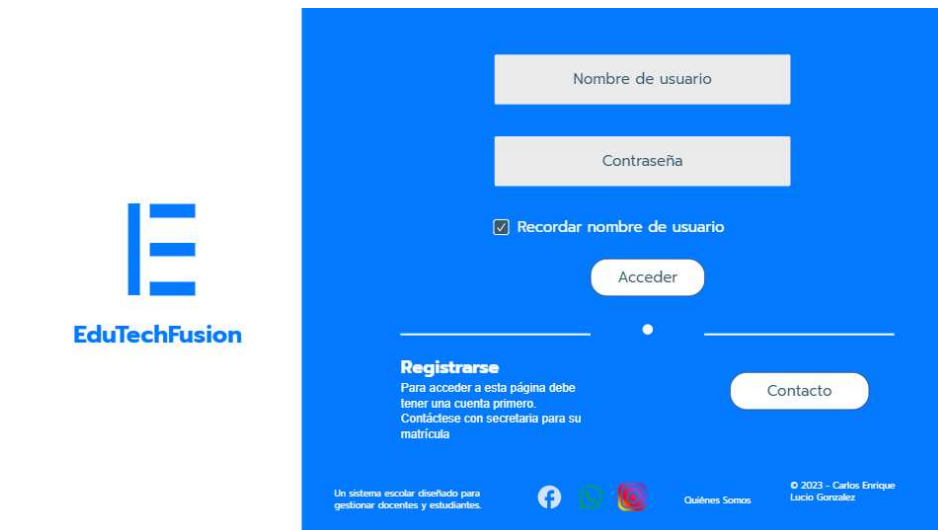 Nombre de usuario
Contraseña
Recordar nombre de usuario
Acceder
EduTechFusion
Registrarse
Para acceder a esta página debe
tener una cuenta primero.
Contáctese con secretaria para su
matrícula
Contacto
Un sistema escolar diseñado para
gestionar docentes y estudiantes.
Quiénes Somos
© 2023 - Carlos Enrique
Lucio Gonzalez